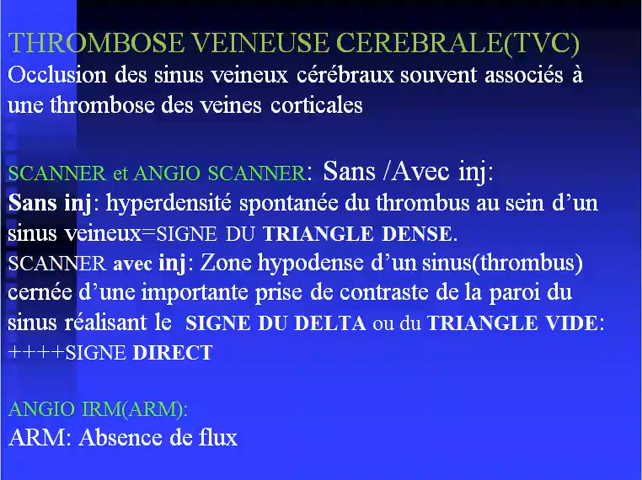 THROMBOSE VEINEUSE CEREBRALE(TVC)
Occlusion des sinus veineux cérébraux souvent associés à
une thrombose des veines corticales
SCANNER et ANGIO SCANNER: Sans /Avec inj:
Sans inj: hyperdensité spontanée du thrombus au sein d’un
sinus veineux=SIGNE DU TRIANGLE DENSE.
SCANNER avec inj: Zone hypodense d’un sinus(thrombus)
cernée d’une importante prise de contraste de la paroi du
sinus réalisant le SIGNE DU DELTA ou du TRIANGLE VIDE:
++++SIGNE DIRECT
ANGIO IRM(ARM):
ARM: Absence de flux